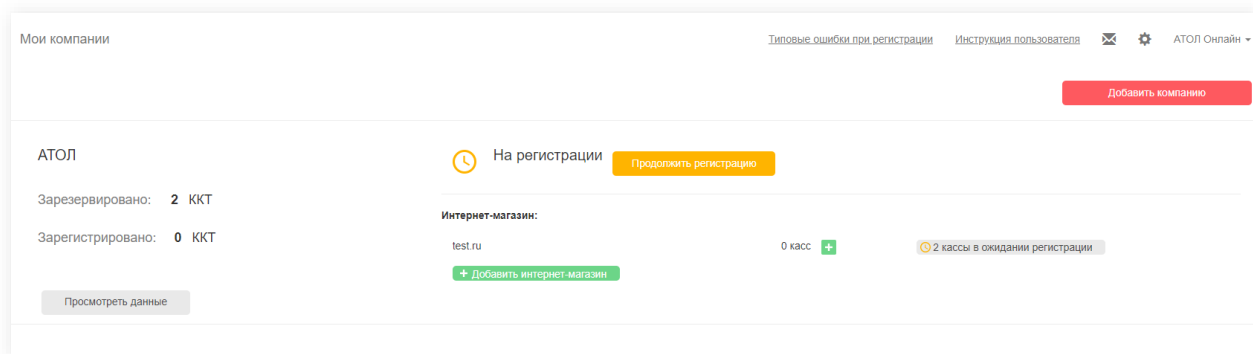 Мои компании
Типовые ошибки при регистрации Инструкция пользователя АТОЛ Онлайн
Добавить компанию
АТОЛ
На регистрации Продолжить регистрацию
Зарезервировано: 2 ККТ
Интернет-магазин:
Зарегистрировано: 0 ККТ
test.ru 0 касс + 2 кассы в ожидании регистрации
+ Добавить интернет-магазин
Просмотреть данные